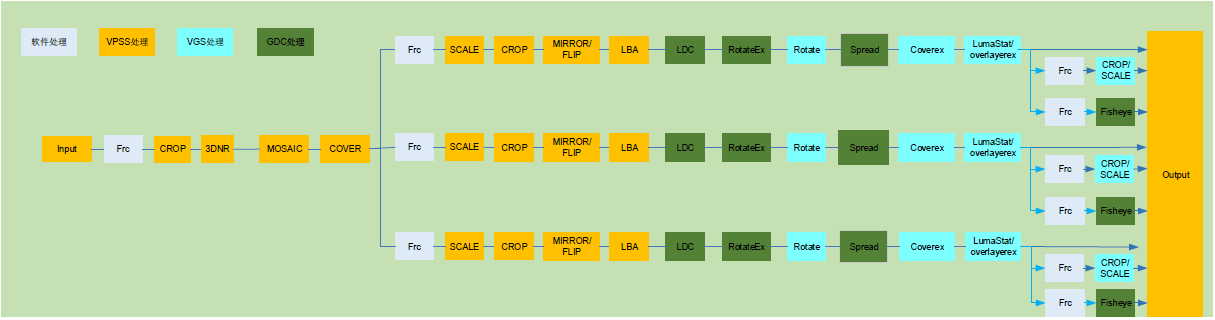 软件处理
VPSS处理
VGS处理
GDC处理
Frc
SCALE
CROP
MIRROR/
FLIP
LBA
LDC
RotateEx
Rotate
Spread
Coverex
LumaStat/
overlayerex
Frc
CROP/
SCALE
Frc
Fisheye
Input
Frc
CROP
3DNR
MOSAIC
COVER
Frc
SCALE
CROP
MIRROR/
FLIP
LBA
LDC
RotateEx
Rotate
Spread
Coverex
LumaStat/
overlayerex
Frc
CROP/
SCALE
Frc
Fisheye
Output
Frc
SCALE
CROP
MIRROR/
FLIP
LBA
LDC
RotateEx
Rotate
Spread
Coverex
LumaStat/
overlayerex
Frc
CROP/
SCALE
Frc
Fisheye